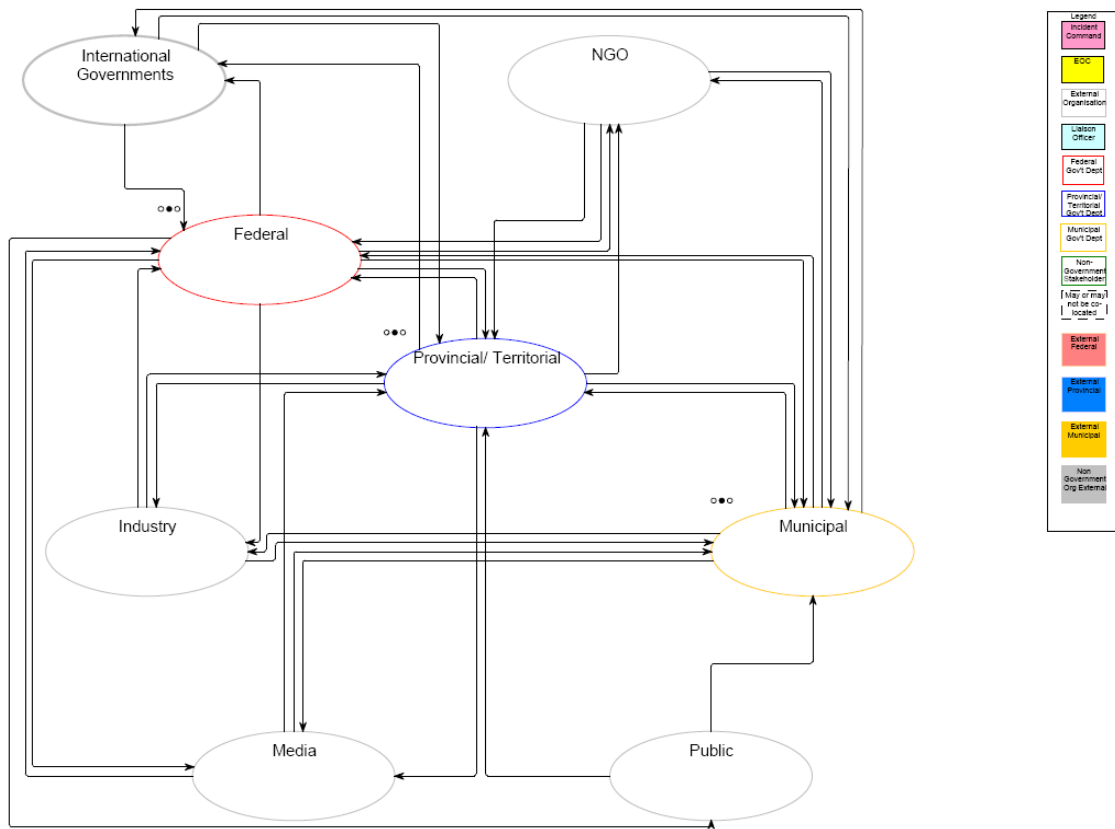 International
Governments
NGO
Federal
Provincial/ Territorial
Industry
Municipal
Media
Public
Legend
Incident
Command
EOC
External
Organisation
Liaison
Officer
Federal
Gov't Dept
Provincial/
Territorial
Gov't Dept
Municipal
Gov't Dept
Non-
Government
Stakeholder
May or may
not be co-
located
External
Federal
External
Provincial
External
Municipal
Non
Government
Org External